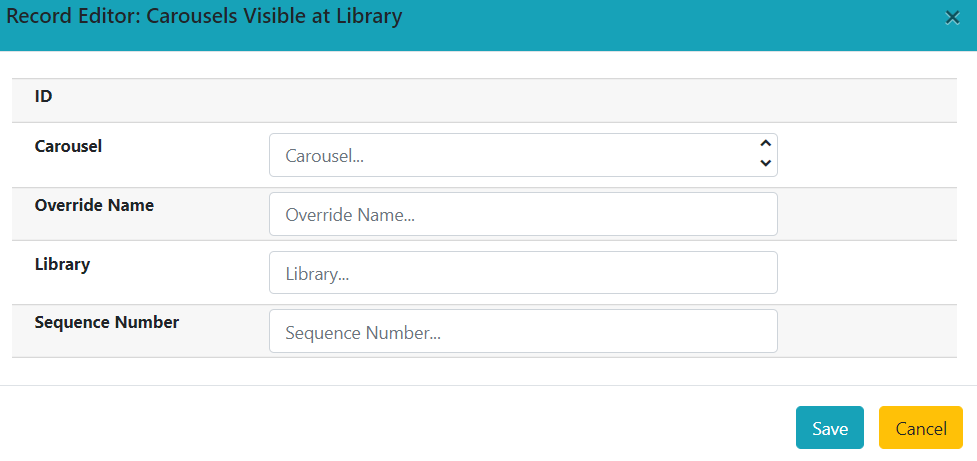 Record Editor: Carousels Visible at Library
ID
Carousel
Carousel...
Override Name
Override Name...
Library
Library...
Sequence Number
Sequence Number...
Save Cancel